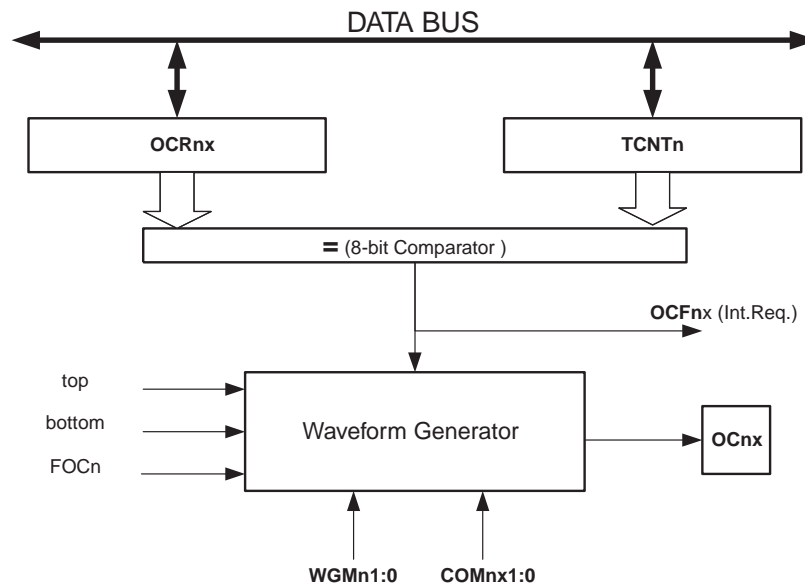 DATA BUS
OCRnx
TCNTn
= (8-bit Comparator )
OCFnx (Int.Req.)
top
bottom
FOCn
Waveform Generator
OCnx
WGMn1:0
COMnx1:0